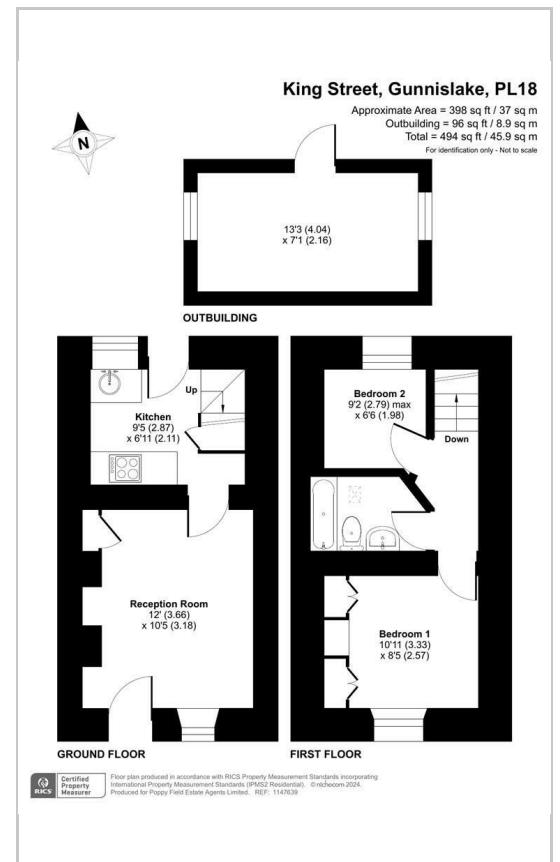 King Street, Gunnislake, PL18
Approximate Area = 398 sq ft / 37 sq m
Outbuilding = 96 sq ft / 8.9 sq m
Total = 494 sq ft / 45.9 sq m
For identification only - Not to scale
N
13'3 (4.04)
x 7'1 (2.16)
OUTBUILDING
Up
Kitchen
9'5 (2.87)
x 6'11 (2.11)
Reception Room
12' (3.66)
x 10'5 (3.18)
GROUND FLOOR
Bedroom 2
9'2 (2.79) max
x 6'6 (1.98)
Down
Bedroom 1
10'11 (3.33)
x 8'5 (2.57)
FIRST FLOOR
RICS
Certified
Property
Measurer
Floor plan produced in accordance with RICS Property Measurement Standards incorporating
International Property Measurement Standards (IPMS2 Residential). ©nichecom 2024.
Produced for Poppy Field Estate Agents Limited. REF: 1147639